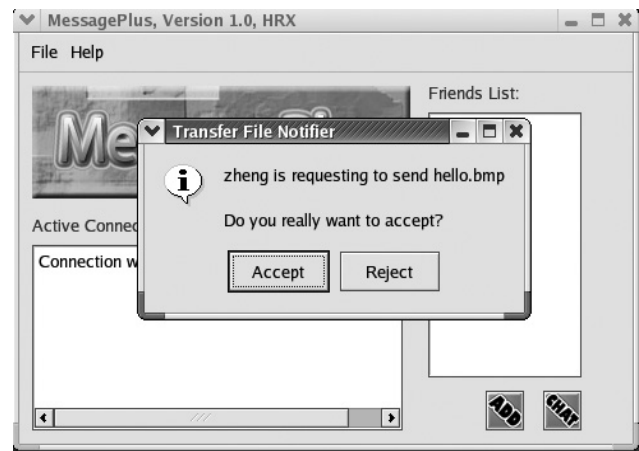 MessagePlus, Version 1.0, HRX
File Help
Friends List:
Me
Transfer File Notifier
zheng is requesting to send hello.bmp
Do you really want to accept?
Accept Reject
Active Connec
Connection w
ADD CHAT